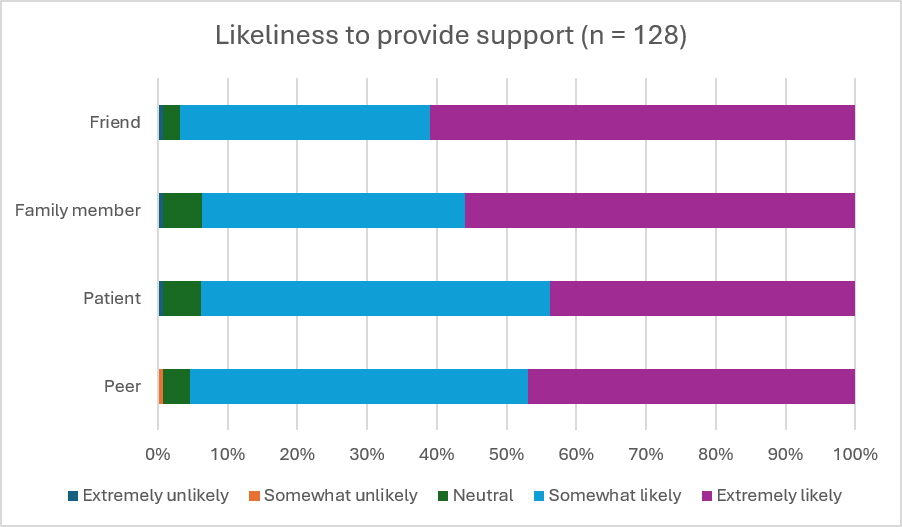 Likeliness to provide support (n = 128)
Friend
Family member
Patient
Peer
0% 10% 20% 30% 40% 50% 60% 70% 80% 90% 100%
Extremely unlikely Somewhat unlikely Neutral Somewhat likely Extremely likely